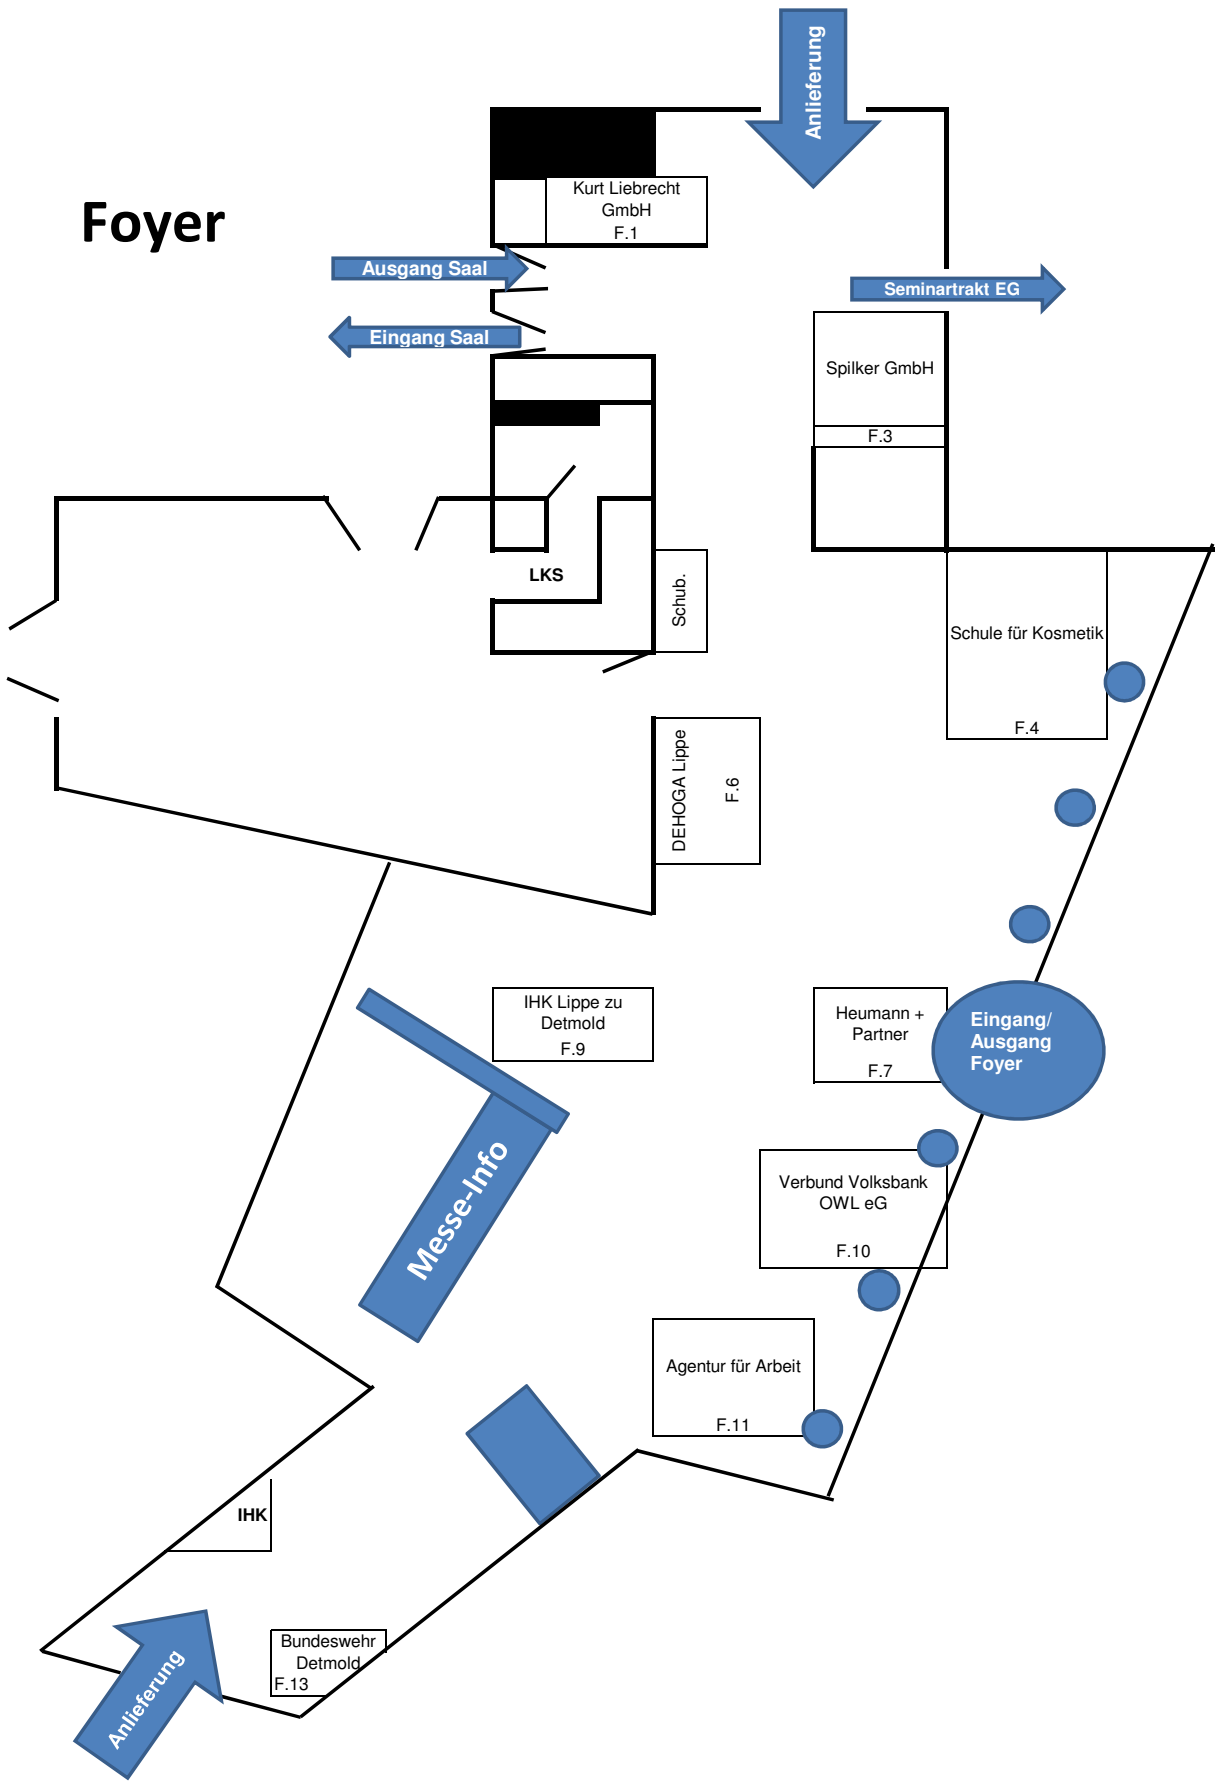 Anlieferung
Foyer
Kurt Liebrecht
GmbH
F.1
Ausgang Saal
Seminartrakt EG
Eingang Saal
Spilker GmbH
F.3
LKS
Schub.
Schule für Kosmetik
F.4
DEHOGA Lippe
F.6
IHK Lippe zu
Detmold
F.9
Heumann +
Partner
F.7
Eingang/
Ausgang
Foyer
Messe-Info
Verbund Volksbank
OWL eG
F.10
Agentur für Arbeit
F.11
IHK
Bundeswehr
Detmold
F.13
Anlieferung